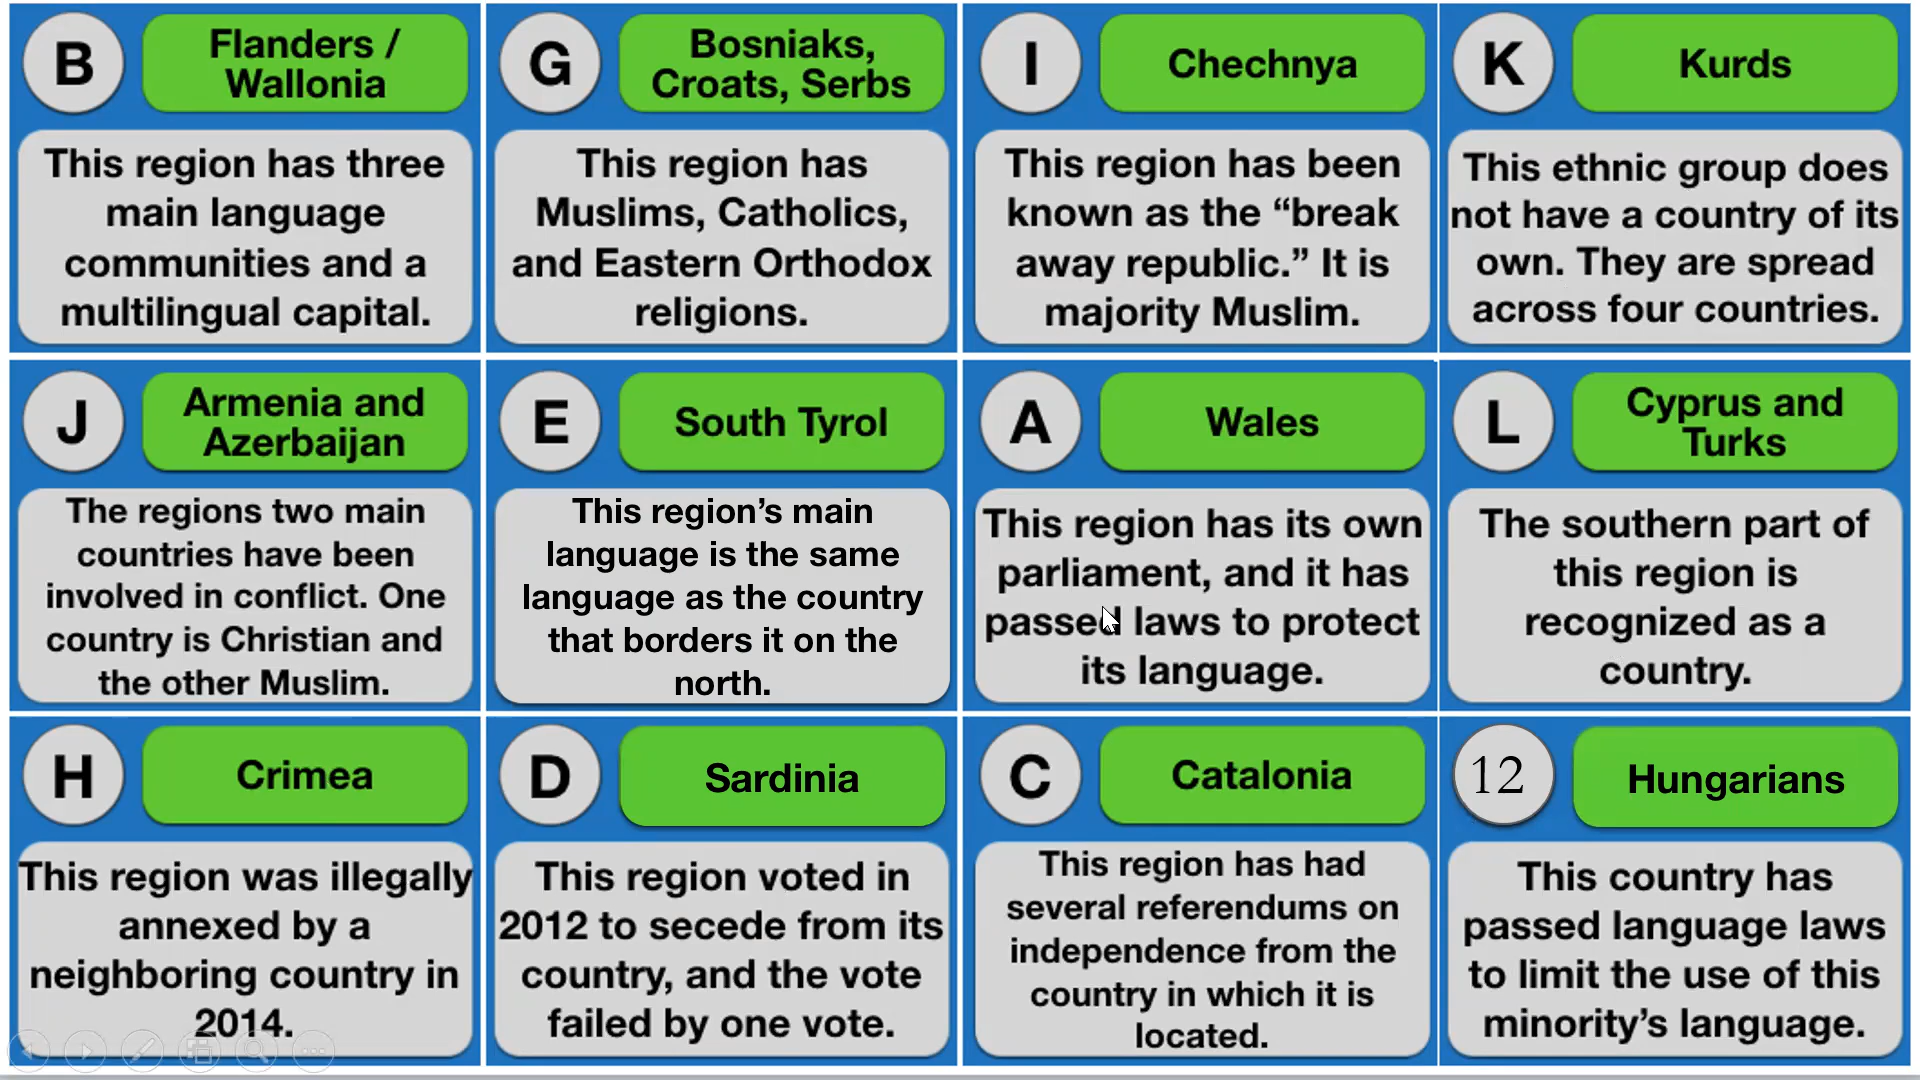 B
Flanders /
Wallonia
This region has three
main language
communities and a
multilingual capital.
G
Bosniaks,
Croats, Serbs
This region has
Muslims, Catholics,
and Eastern Orthodox
religions.
I
Chechnya
This region has been
known as the “break
away republic.” It is
majority Muslim.
K
Kurds
This ethnic group does
not have a country of its
own. They are spread
across four countries.
J
Armenia and
Azerbaijan
The regions two main
countries have been
involved in conflict. One
country is Christian and
the other Muslim.
E
South Tyrol
This region’s main
language is the same
language as the country
that borders it on the
north.
A
Wales
This region has its own
parliament, and it has
passed laws to protect
its language.
L
Cyprus and
Turks
The southern part of
this region is
recognized as a
country.
H
Crimea
This region was illegally
annexed by a
neighboring country in
2014.
D
Sardinia
This region voted in
2012 to secede from its
country, and the vote
failed by one vote.
C
Catalonia
This region has had
several referendums on
independence from the
country in which it is
located.
12
Hungarians
This country has
passed language laws
to limit the use of this
minority’s language.